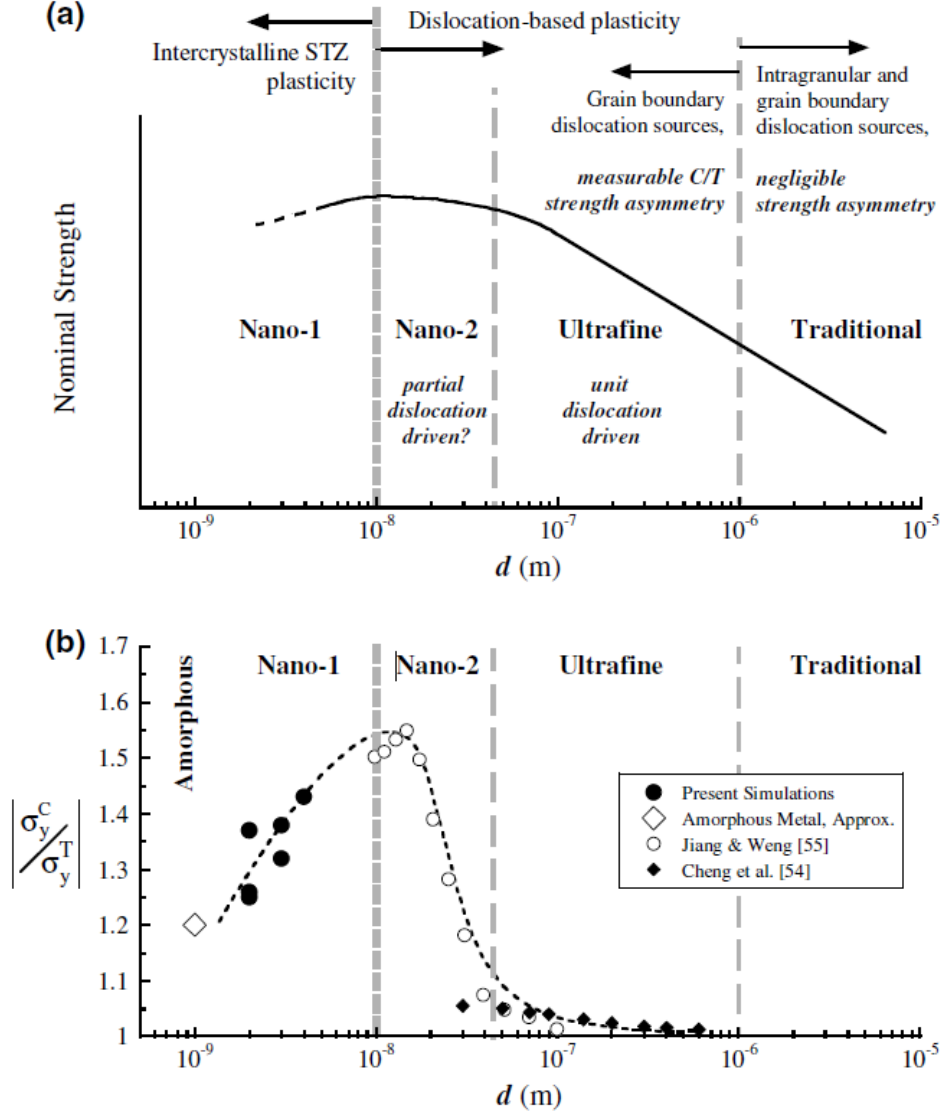 (a)
Dislocation-based plasticity
Intercrystalline STZ
plasticity
Grain boundary
dislocation sources,
measurable C/T
strength asymmetry
Intragranular and
grain boundary
dislocation sources,
negligible
strength asymmetry
Nominal Strength
Nano-1
Nano-2
Ultrafine
Traditional
partial
dislocation
driven?
unit
dislocation
driven
10-9
10-8
10-7
10-6
10-5
d (m)
(b)
1.7
1.6
1.5
1.4
1.3
1.2
1.1
1
|σyC/σyT|
Amorphous
Nano-1
Nano-2
Ultrafine
Traditional
Present Simulations
Amorphous Metal, Approx.
Jiang & Weng [55]
Cheng et al. [54]
10-9
10-8
10-7
10-6
10-5
d (m)